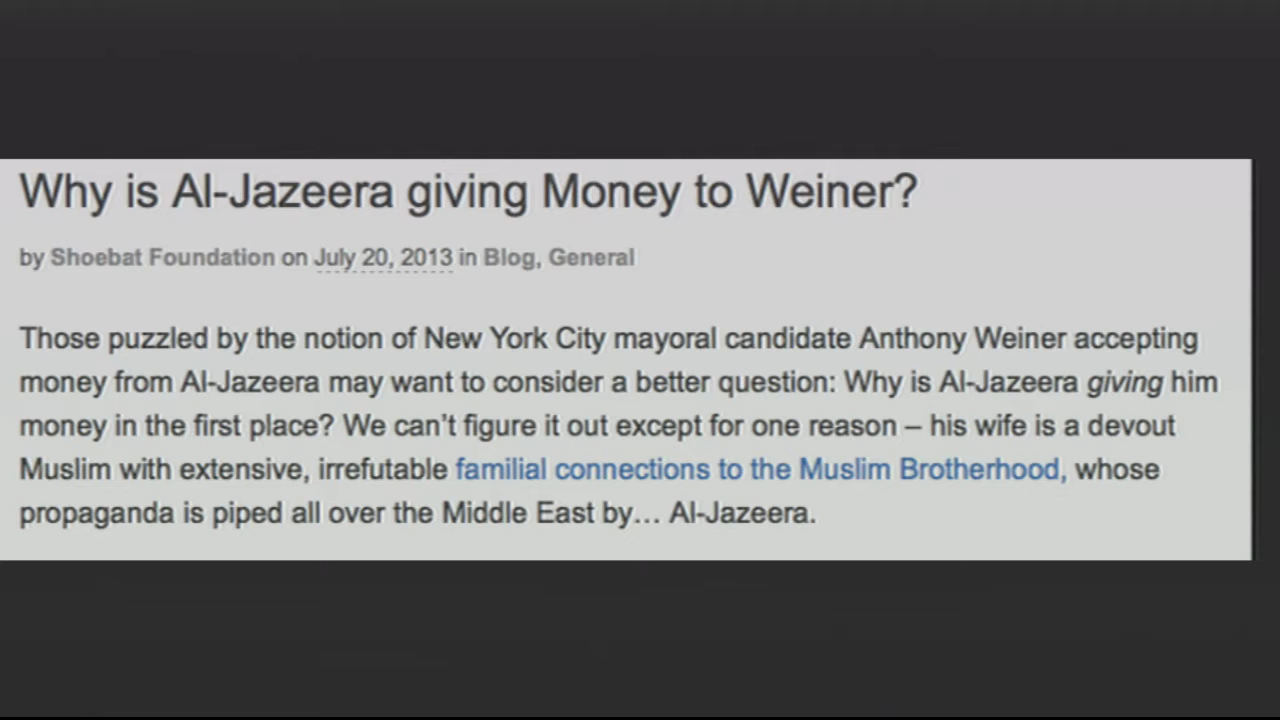 Why is Al-Jazeera giving Money to Weiner?
by Shoebat Foundation on July 20, 2013 in Blog, General
Those puzzled by the notion of New York City mayoral candidate Anthony Weiner accepting
money from Al-Jazeera may want to consider a better question: Why is Al-Jazeera giving him
money in the first place? We can't figure it out except for one reason – his wife is a devout
Muslim with extensive, irrefutable familial connections to the Muslim Brotherhood, whose
propaganda is piped all over the Middle East by... Al-Jazeera.